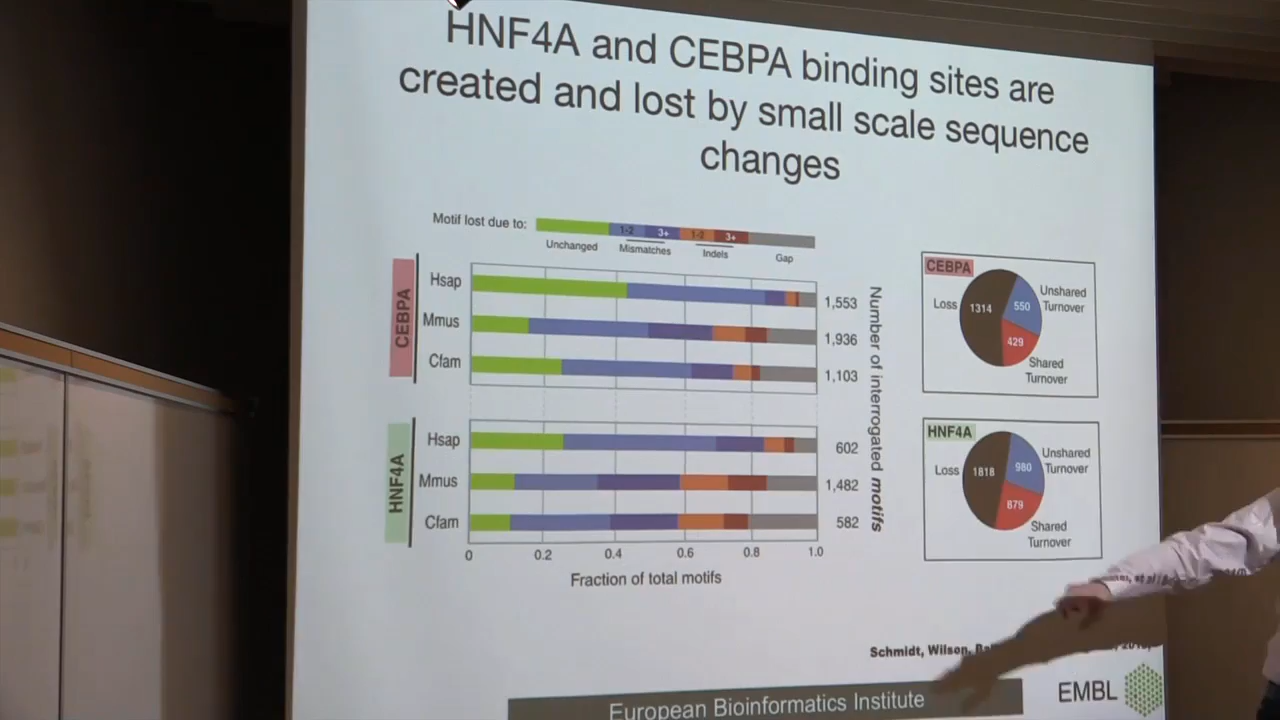 HNF4A and CEBPA binding sites are
created and lost by small scale sequence
changes
Motif lost due to:
1-2 3+ 1-2 3+
Unchanged Mismatches Indels Gap
CEBPA
Hsap 1,553
Mmus 1,936
Cfam 1,103
HNF4A
Hsap 602
Mmus 1,482
Cfam 582
0 0.2 0.4 0.6 0.8 1.0
Fraction of total motifs
Number of interrogated motifs
CEBPA
Loss 1314 550 Unshared
Turnover
429
Shared
Turnover
HNF4A
Loss 1818 980 Unshared
Turnover
879
Shared
Turnover
Schmidt, Wilson,
European Bioinformatics Institute
EMBL